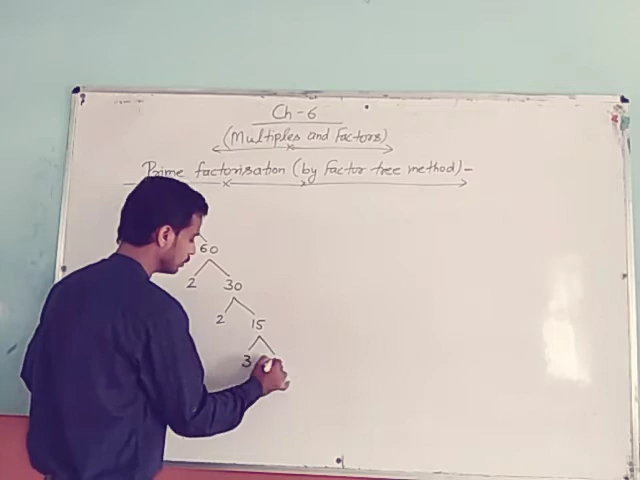 Ch-6
(Multiples and Factors)
Prime factorisation (by factor tree method)-
60
2 30
2 15
3